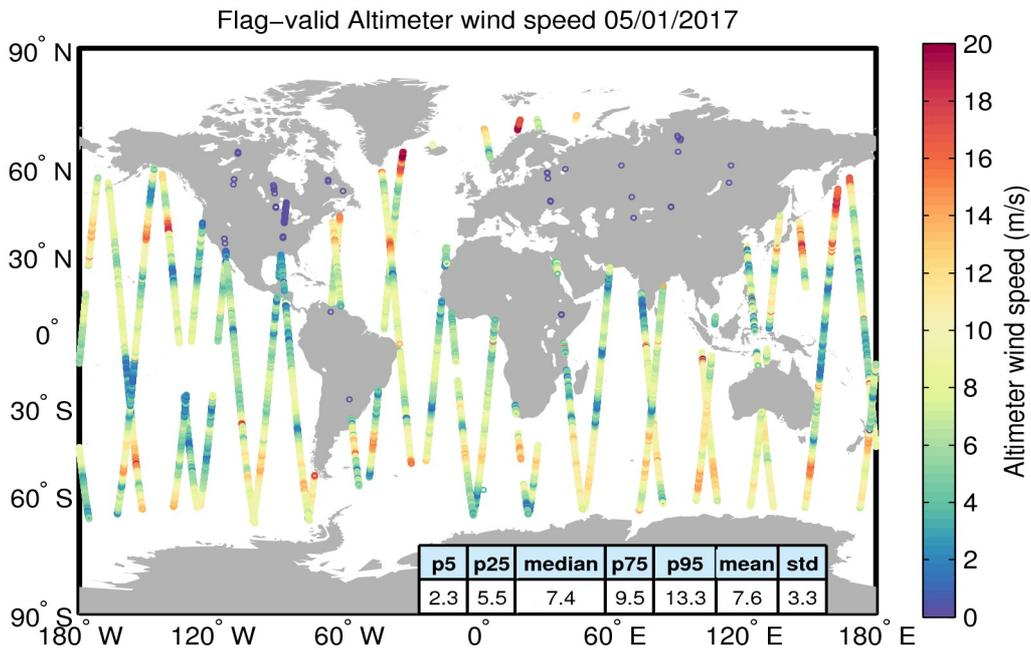 Flag−valid Altimeter wind speed 05/01/2017
90° N
60° N
30° N
0°
30° S
60° S
90° S
180° W
120° W
60° W
0°
60° E
120° E
180° E
p5 p25 median p75 p95 mean std
2.3 5.5 7.4 9.5 13.3 7.6 3.3
20
18
16
14
12
10
8
6
4
2
0
Altimeter wind speed (m/s)